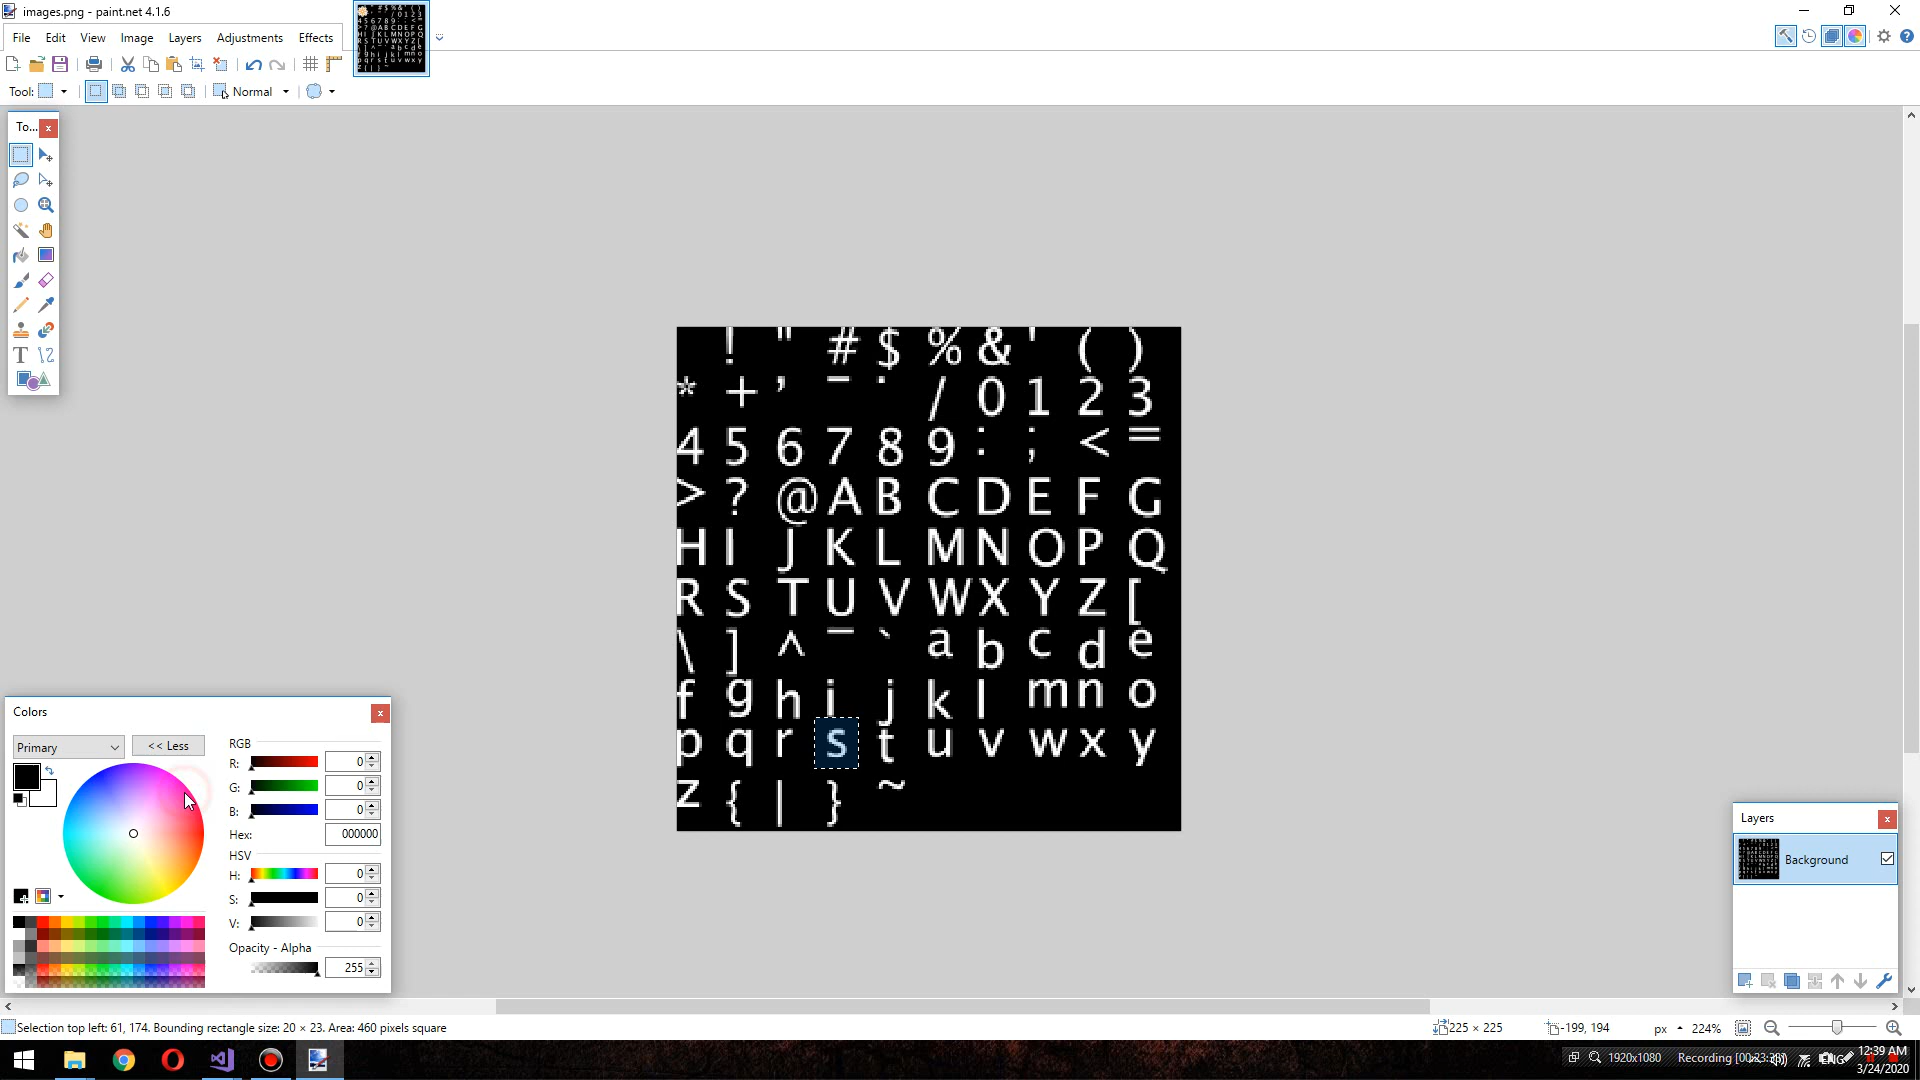 images.png - paint.net 4.1.6
File Edit View Image Layers Adjustments Effects
Tool: Normal
To...
! " # $ % & ' ( )
* + , - . / 0 1 2 3
4 5 6 7 8 9 : ; < =
> ? @ A B C D E F G
H I J K L M N O P Q
R S T U V W X Y Z [
\ ] ^ _ ` a b c d e
f g h i j k l m n o
p q r s t u v w x y
z { | } ~
Colors
Primary
<< Less
RGB
R: 0
G: 0
B: 0
Hex: 000000
HSV
H: 0
S: 0
V: 0
Opacity - Alpha
255
Layers
Background
Selection top left: 61, 174. Bounding rectangle size: 20 × 23. Area: 460 pixels square
225 × 225
-199, 194
px
224%
1920x1080
Recording
ENG
12:39 AM
3/24/2020